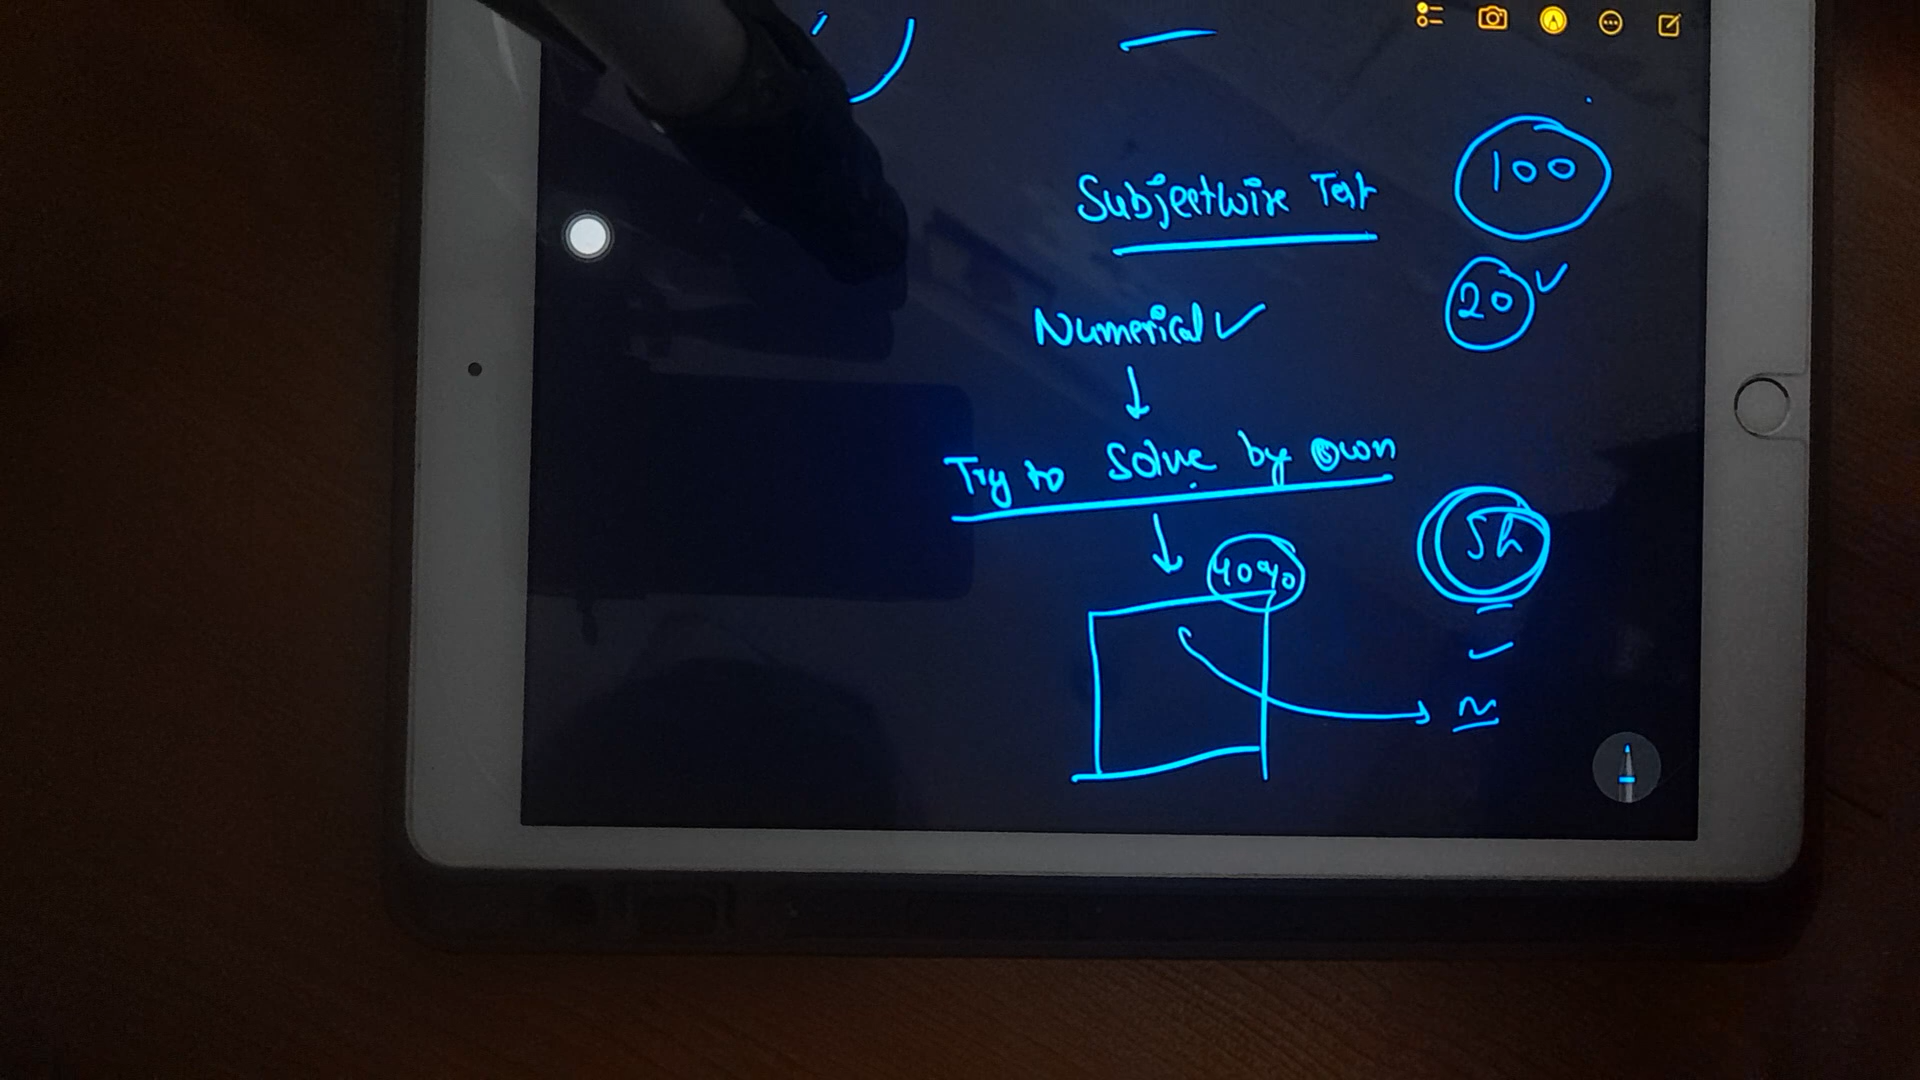 Subjectwise Test
100
20
Numerical
Try to Solve by Own
40%
5h